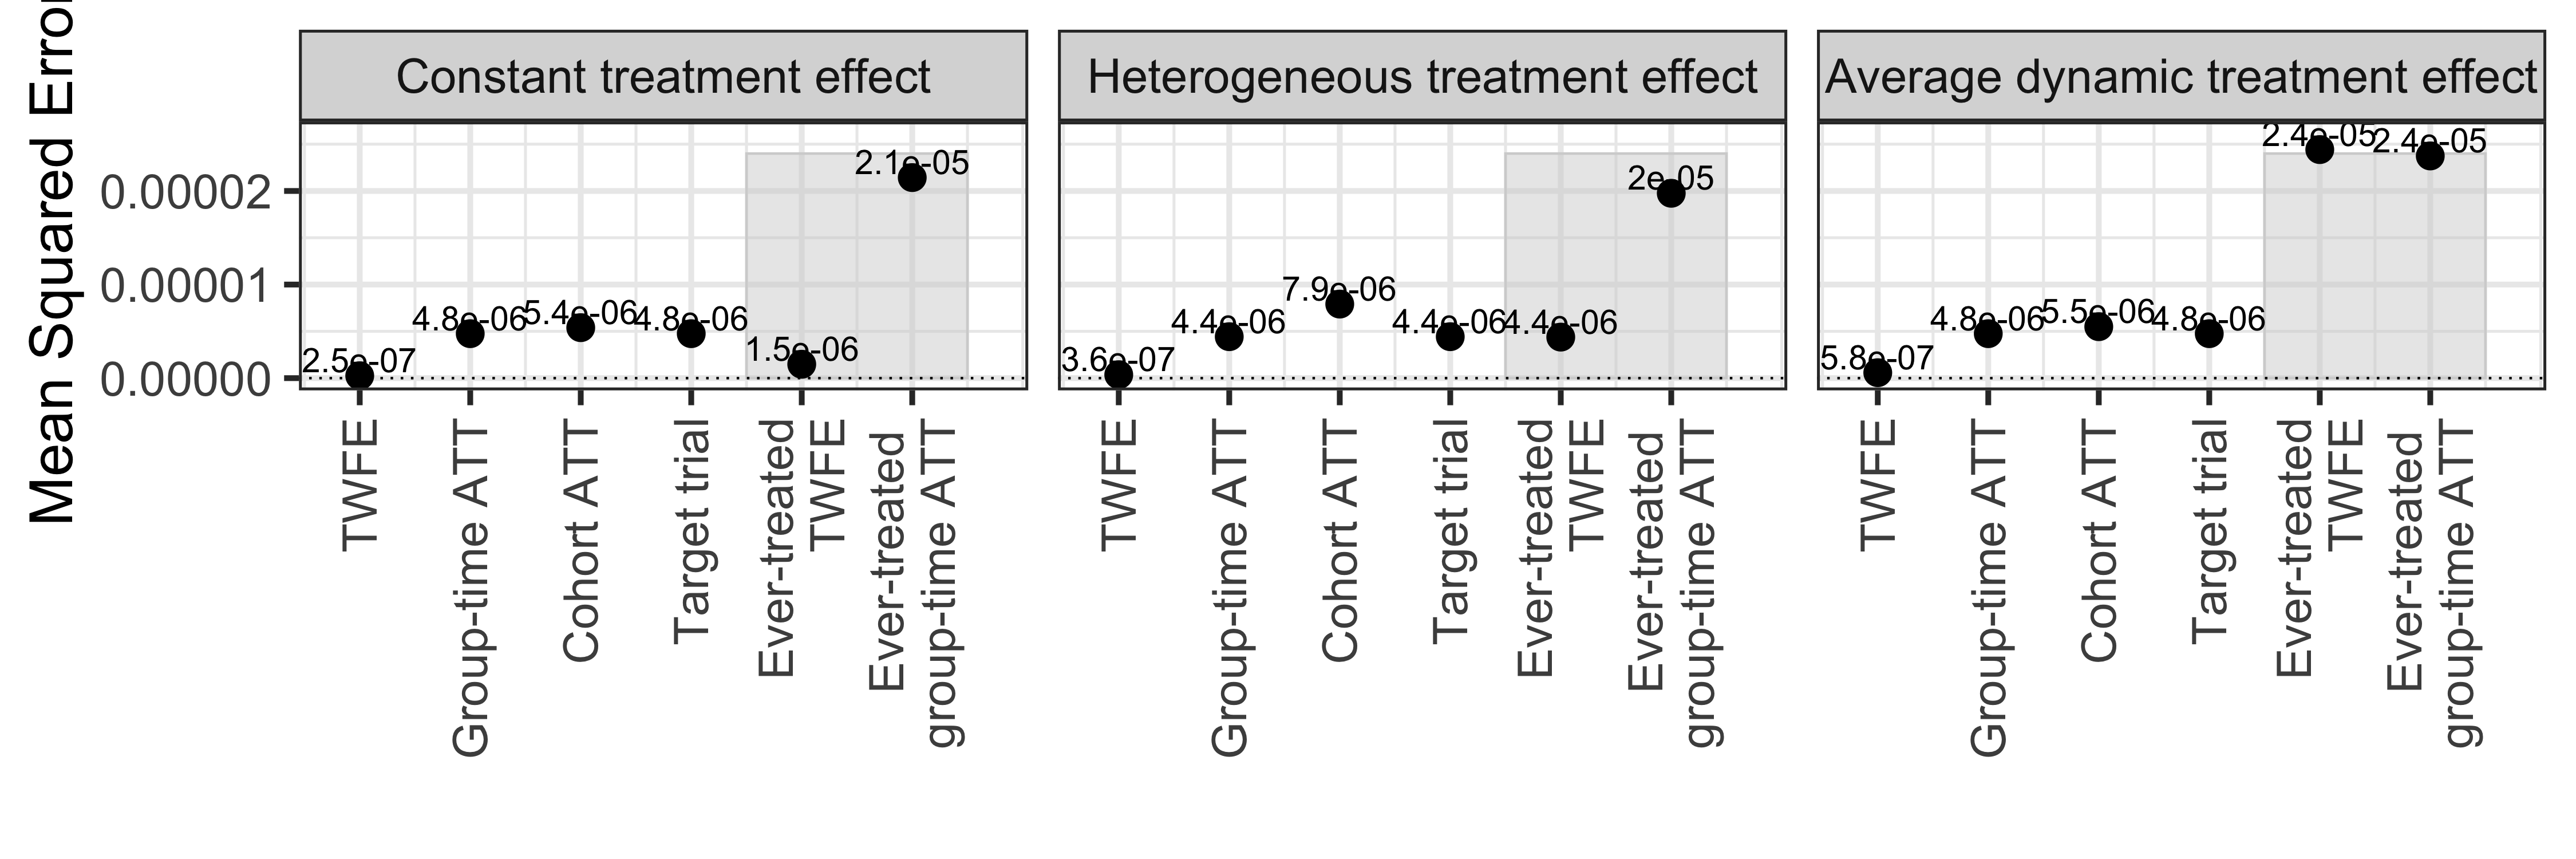 Mean Squared Error
Constant treatment effect
Heterogeneous treatment effect
Average dynamic treatment effect
0.00002
0.00001
0.00000
2.5e-07
4.8e-06
5.4e-06
4.8e-06
1.5e-06
2.1e-05
3.6e-07
4.4e-06
7.9e-06
4.4e-06
4.4e-06
2e-05
5.8e-07
4.8e-06
5.5e-06
4.8e-06
2.4e-05
2.4e-05
TWFE
Group-time ATT
Cohort ATT
Target trial
Ever-treated
TWFE
Ever-treated
group-time ATT
TWFE
Group-time ATT
Cohort ATT
Target trial
Ever-treated
TWFE
Ever-treated
group-time ATT
TWFE
Group-time ATT
Cohort ATT
Target trial
Ever-treated
TWFE
Ever-treated
group-time ATT